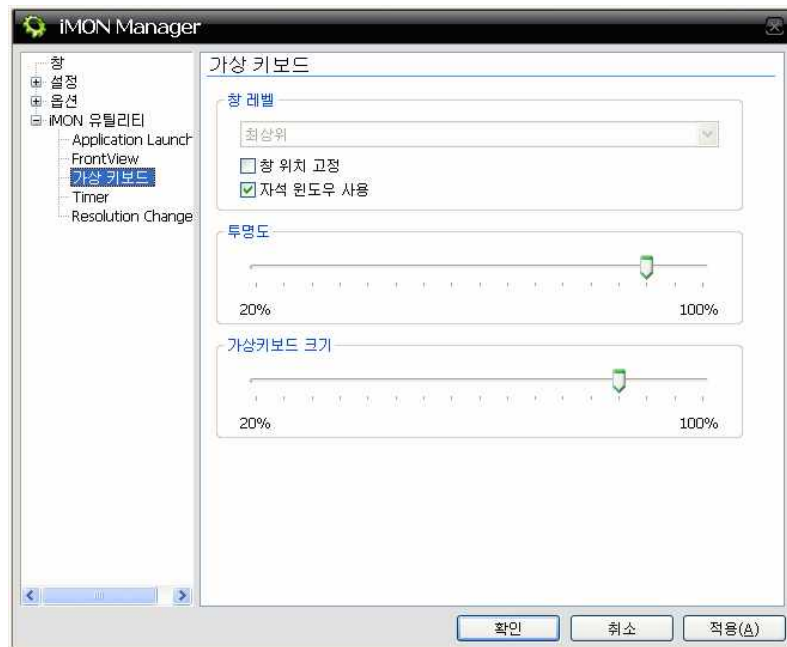 iMON Manager
창
설정
옵션
iMON 유틸리티
Application Launch
FrontView
가상 키보드
Timer
Resolution Change
가상 키보드
창 레벨
최상위
창 위치 고정
자석 윈도우 사용
투명도
20% 100%
가상키보드 크기
20% 100%
확인 취소 적용(A)